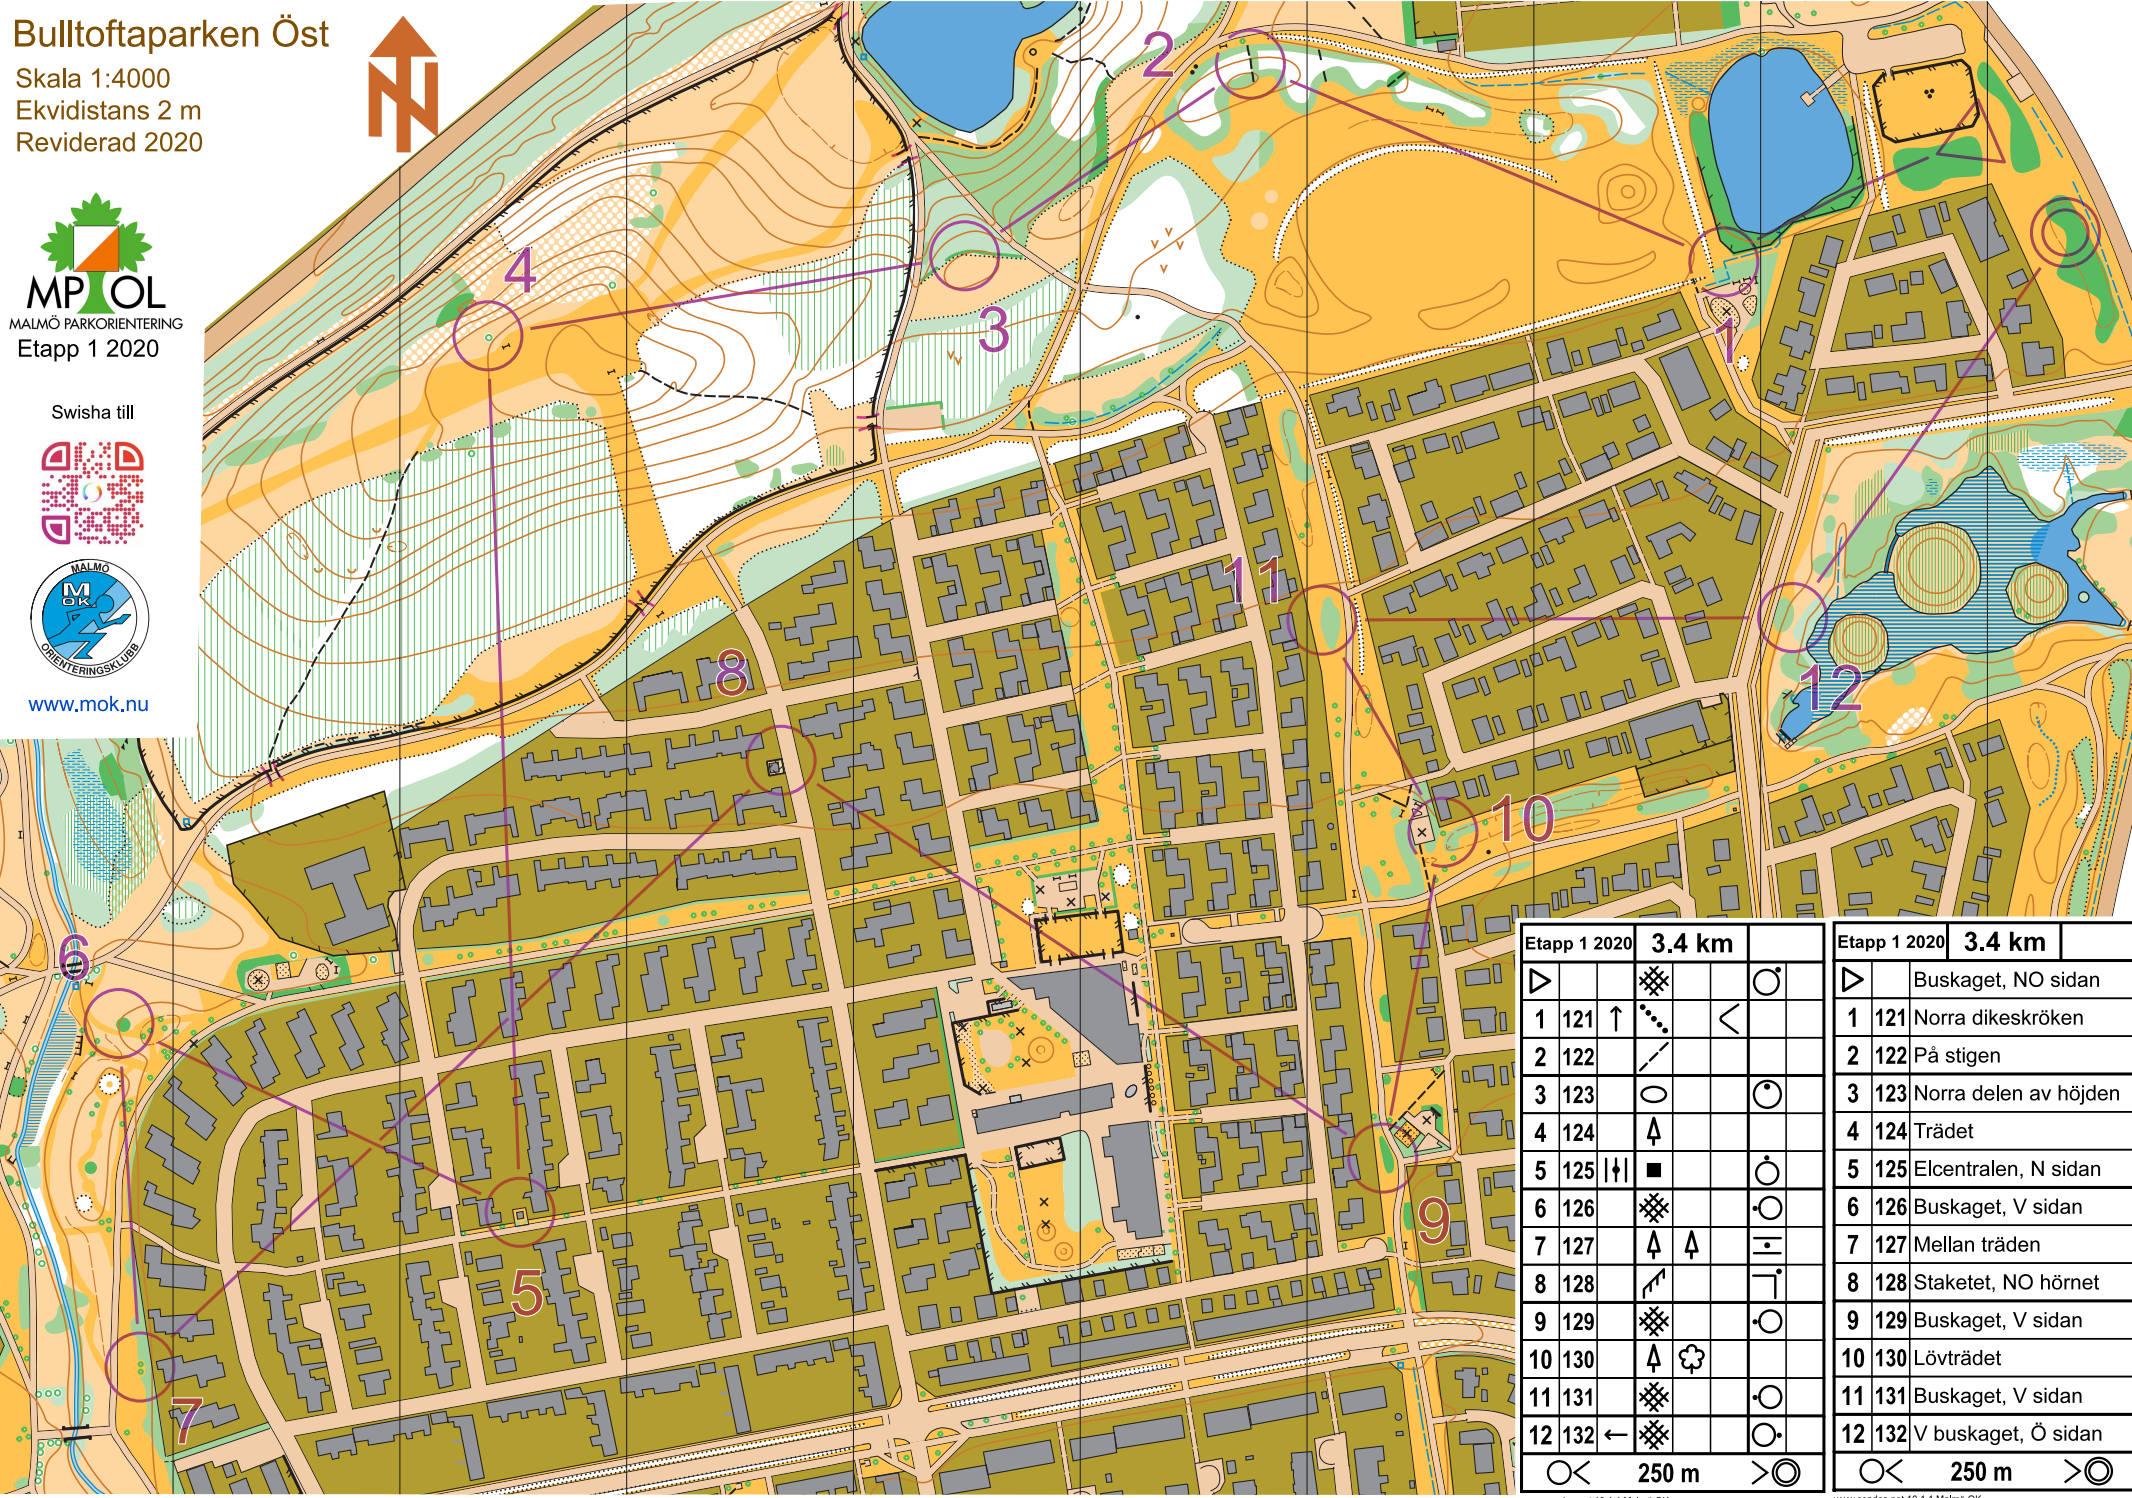 Bulltoftaparken Öst
Skala 1:4000
Ekvidistans 2 m
Reviderad 2020
MP OL
MALMÖ PARKORIENTERING
Etapp 1 2020
Swisha till
MALMÖ
M
OK
ORIENTERINGSKLUBB
www.mok.nu
2
4
3
1
11
8
12
10
6
9
5
7
Etapp 1 2020 3.4 km
1 121
2 122
3 123
4 124
5 125
6 126
7 127
8 128
9 129
10 130
11 131
12 132
250 m
Etapp 1 2020 3.4 km
Buskaget, NO sidan
1 121 Norra dikeskröken
2 122 På stigen
3 123 Norra delen av höjden
4 124 Trädet
5 125 Elcentralen, N sidan
6 126 Buskaget, V sidan
7 127 Mellan träden
8 128 Staketet, NO hörnet
9 129 Buskaget, V sidan
10 130 Lövträdet
11 131 Buskaget, V sidan
12 132 V buskaget, Ö sidan
250 m